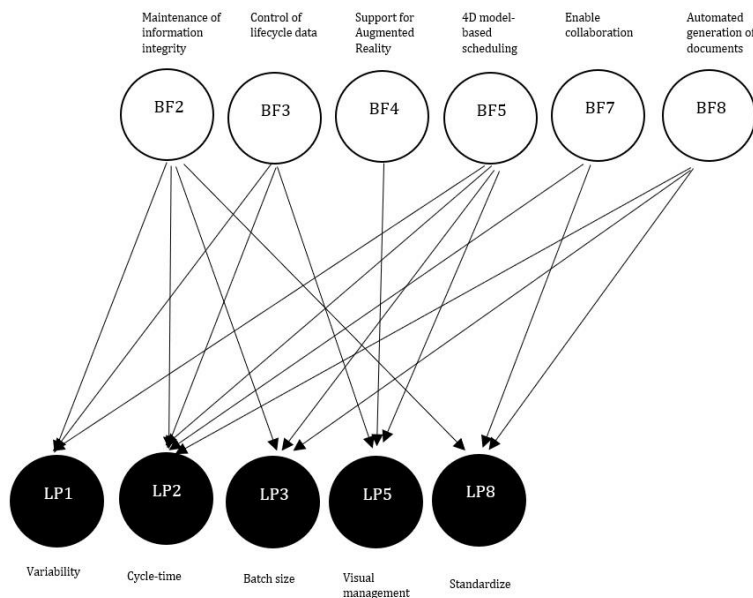 Maintenance of
information
integrity
Control of
lifecycle data
Support for
Augmented
Reality
4D model-
based
scheduling
Enable
collaboration
Automated
generation of
documents
BF2
BF3
BF4
BF5
BF7
BF8
LP1
LP2
LP3
LP5
LP8
Variability
Cycle-time
Batch size
Visual
management
Standardize